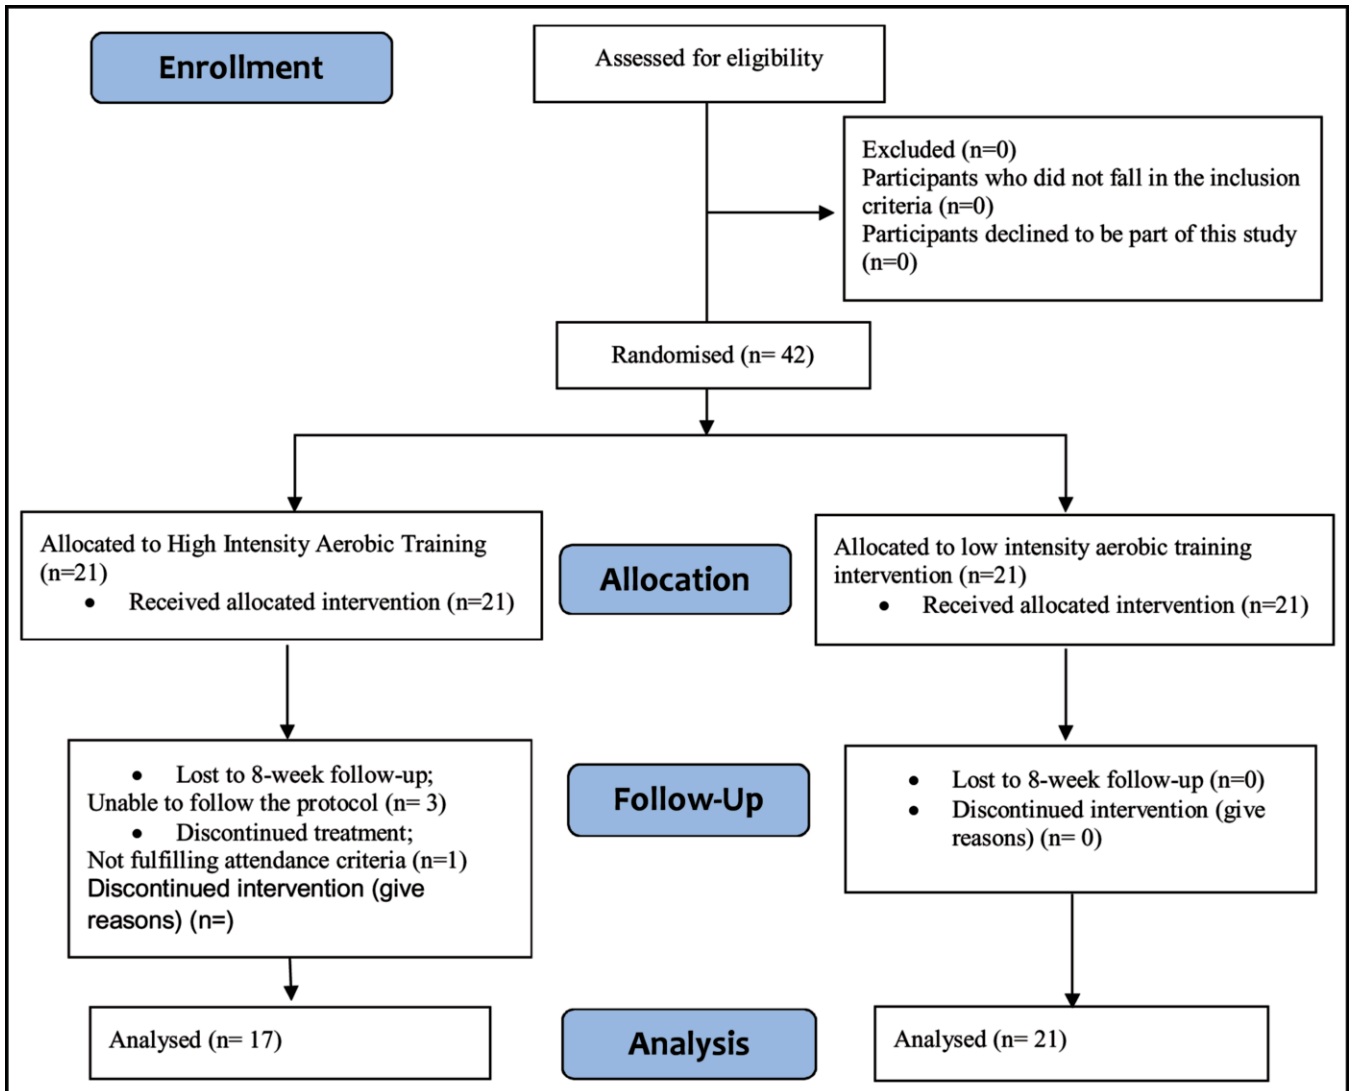 Enrollment
Assessed for eligibility
Excluded (n=0)
Participants who did not fall in the inclusion
criteria (n=0)
Participants declined to be part of this study
(n=0)
Randomised (n= 42)
Allocated to High Intensity Aerobic Training
(n=21)
• Received allocated intervention (n=21)
Allocation
Allocated to low intensity aerobic training
intervention (n=21)
• Received allocated intervention (n=21)
• Lost to 8-week follow-up;
Unable to follow the protocol (n= 3)
• Discontinued treatment;
Not fulfilling attendance criteria (n=1)
Discontinued intervention (give
reasons) (n=)
Follow-Up
• Lost to 8-week follow-up (n=0)
• Discontinued intervention (give
reasons) (n= 0)
Analysed (n= 17)
Analysis
Analysed (n= 21)